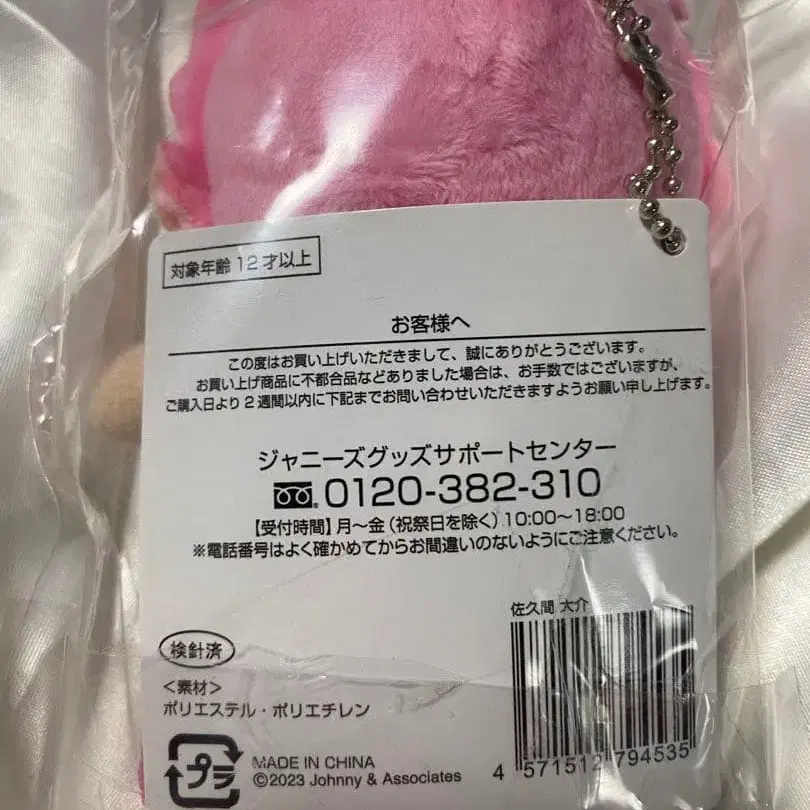 対象年齢12才以上
お客様へ
この度はお買い上げいただきまして、誠にありがとうございます。
お買い上げ商品に不都合品などありました場合は、お手数ではございますが、
ご購入日より2週間以内に下記までお問い合わせいただきますようお願い申し上げます。
ジャニーズグッズサポートセンター
0120-382-310
【受付時間】月〜金(祝祭日を除く)10:00〜18:00
※電話番号はよく確かめてからお間違いのないようにご注意ください。
佐久間 大介
検針済
<素材>
ポリエステル・ポリエチレン
プラ
MADE IN CHINA
©2023 Johnny & Associates
4 571512 794535